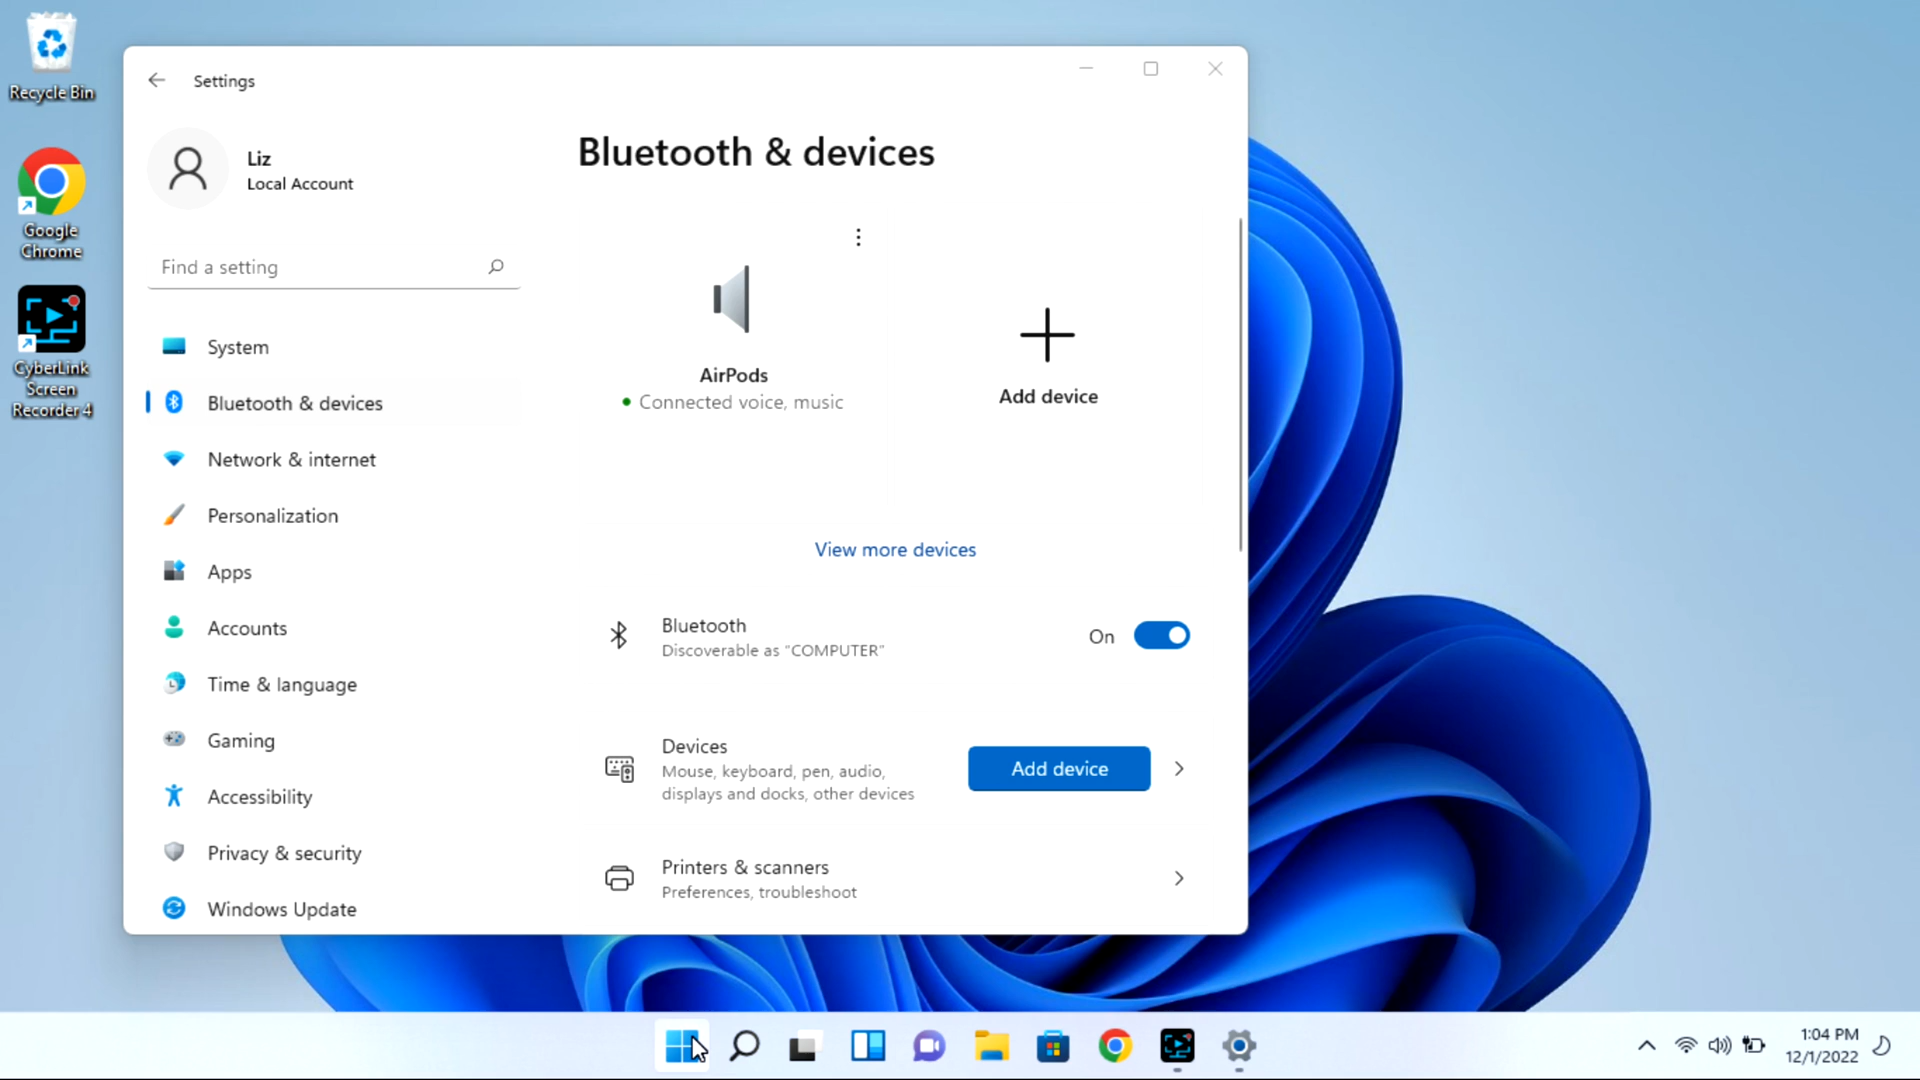 Recycle Bin
Google
Chrome
CyberLink
Screen
Recorder 4
Settings
Liz
Local Account
Find a setting
System
Bluetooth & devices
Network & internet
Personalization
Apps
Accounts
Time & language
Gaming
Accessibility
Privacy & security
Windows Update
Bluetooth & devices
AirPods
Connected voice, music
Add device
View more devices
Bluetooth
Discoverable as “COMPUTER”
On
Devices
Mouse, keyboard, pen, audio,
displays and docks, other devices
Add device
Printers & scanners
Preferences, troubleshoot
1:04 PM
12/1/2022